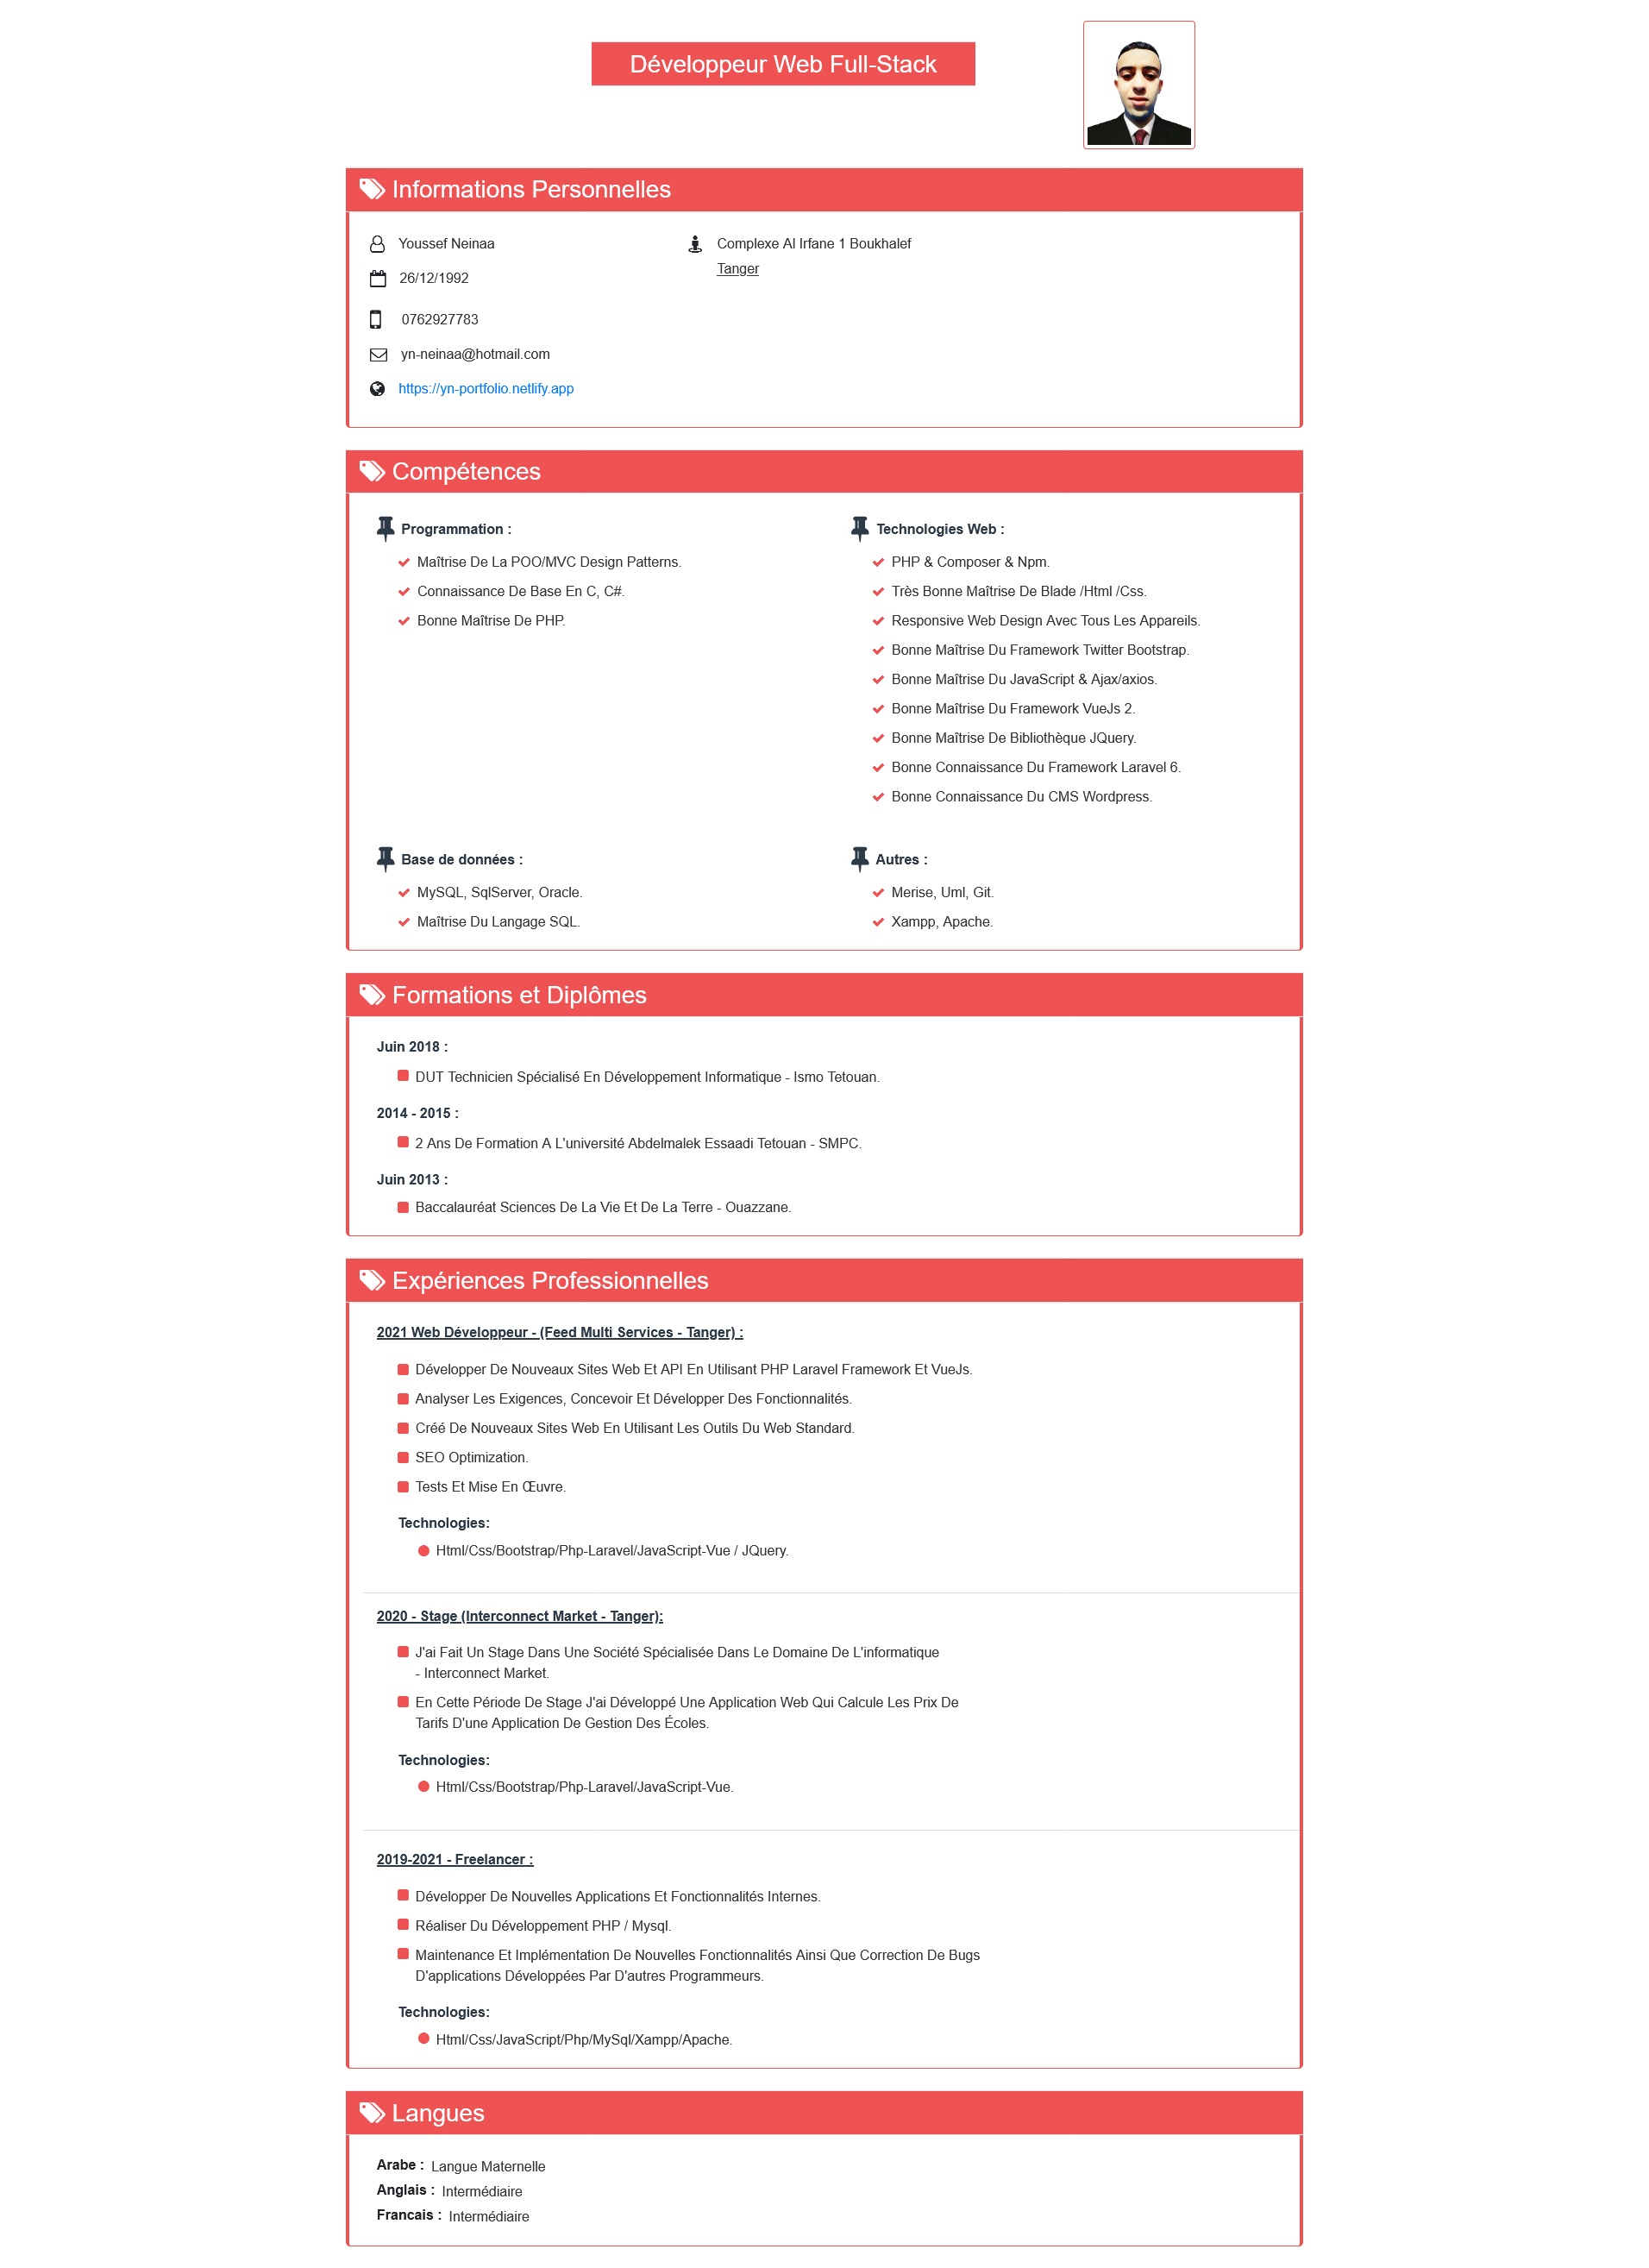 Développeur Web Full-Stack
Informations Personnelles
Youssef Neinaa
26/12/1992
0762927783
yn-neinaa@hotmail.com
https://yn-portfolio.netlify.app
Complexe Al Irfane 1 Boukhalef
Tanger
Compétences
Programmation :
Maîtrise De La POO/MVC Design Patterns.
Connaissance De Base En C, C#.
Bonne Maîtrise De PHP.
Technologies Web :
PHP & Composer & Npm.
Très Bonne Maîtrise De Blade /Html /Css.
Responsive Web Design Avec Tous Les Appareils.
Bonne Maîtrise Du Framework Twitter Bootstrap.
Bonne Maîtrise Du JavaScript & Ajax/axios.
Bonne Maîtrise Du Framework VueJs 2.
Bonne Maîtrise De Bibliothèque JQuery.
Bonne Connaissance Du Framework Laravel 6.
Bonne Connaissance Du CMS Wordpress.
Base de données :
MySQL, SqlServer, Oracle.
Maîtrise Du Langage SQL.
Autres :
Merise, Uml, Git.
Xampp, Apache.
Formations et Diplômes
Juin 2018 :
DUT Technicien Spécialisé En Développement Informatique - Ismo Tetouan.
2014 - 2015 :
2 Ans De Formation A L'université Abdelmalek Essaadi Tetouan - SMPC.
Juin 2013 :
Baccalauréat Sciences De La Vie Et De La Terre - Ouazzane.
Expériences Professionnelles
2021 Web Développeur - (Feed Multi Services - Tanger) :
Développer De Nouveaux Sites Web Et API En Utilisant PHP Laravel Framework Et VueJs.
Analyser Les Exigences, Concevoir Et Développer Des Fonctionnalités.
Créé De Nouveaux Sites Web En Utilisant Les Outils Du Web Standard.
SEO Optimization.
Tests Et Mise En Œuvre.
Technologies:
Html/Css/Bootstrap/Php-Laravel/JavaScript-Vue / JQuery.
2020 - Stage (Interconnect Market - Tanger):
J'ai Fait Un Stage Dans Une Société Spécialisée Dans Le Domaine De L'informatique
- Interconnect Market.
En Cette Période De Stage J'ai Développé Une Application Web Qui Calcule Les Prix De
Tarifs D'une Application De Gestion Des Écoles.
Technologies:
Html/Css/Bootstrap/Php-Laravel/JavaScript-Vue.
2019-2021 - Freelancer :
Développer De Nouvelles Applications Et Fonctionnalités Internes.
Réaliser Du Développement PHP / Mysql.
Maintenance Et Implémentation De Nouvelles Fonctionnalités Ainsi Que Correction De Bugs
D'applications Développées Par D'autres Programmeurs.
Technologies:
Html/Css/JavaScript/Php/MySql/Xampp/Apache.
Langues
Arabe : Langue Maternelle
Anglais : Intermédiaire
Francais : Intermédiaire